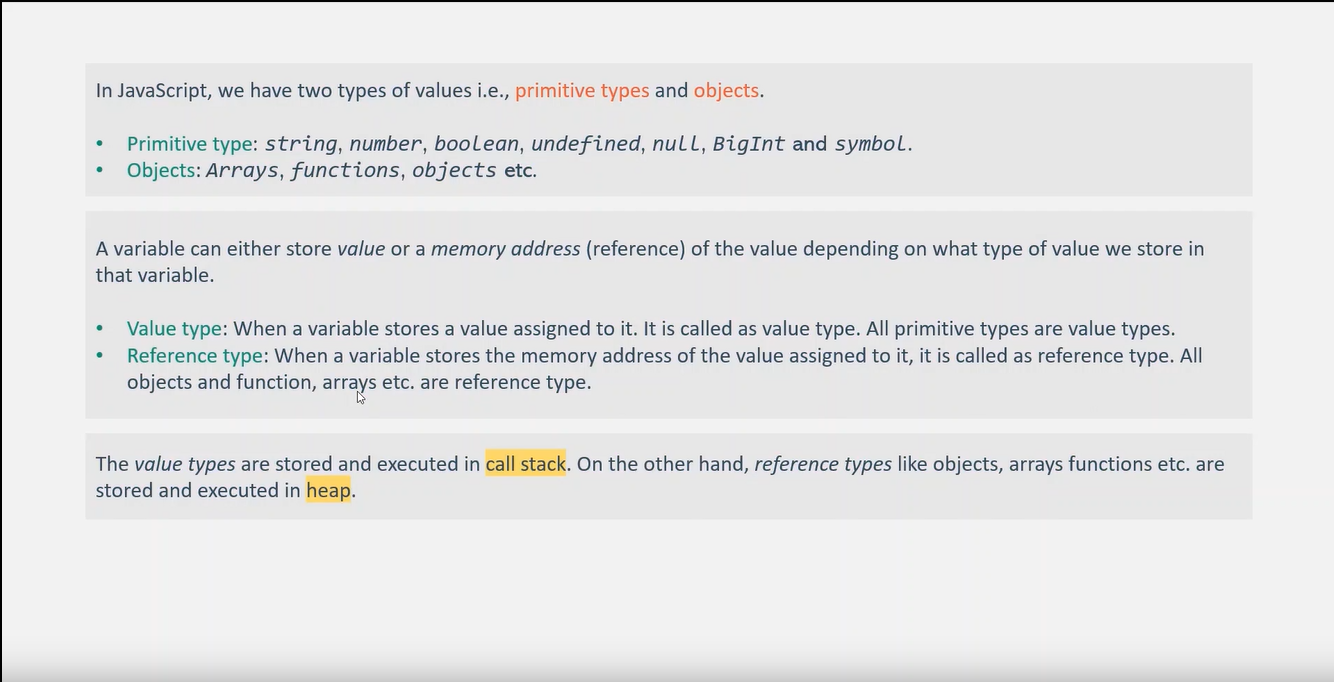 In JavaScript, we have two types of values i.e., primitive types and objects.
• Primitive type: string, number, boolean, undefined, null, BigInt and symbol.
• Objects: Arrays, functions, objects etc.
A variable can either store value or a memory address (reference) of the value depending on what type of value we store in
that variable.
• Value type: When a variable stores a value assigned to it. It is called as value type. All primitive types are value types.
• Reference type: When a variable stores the memory address of the value assigned to it, it is called as reference type. All
objects and function, arrays etc. are reference type.
The value types are stored and executed in call stack. On the other hand, reference types like objects, arrays functions etc. are
stored and executed in heap.